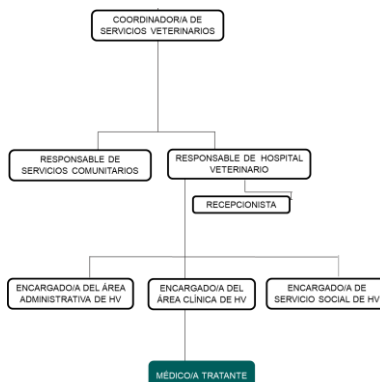 COORDINADOR/A DE
SERVICIOS VETERINARIOS
RESPONSABLE DE
SERVICIOS COMUNITARIOS
RESPONSABLE DE HOSPITAL
VETERINARIO
RECEPCIONISTA
ENCARGADO/A DEL ÁREA
ADMINISTRATIVA DE HV
ENCARGADO/A DEL
ÁREA CLÍNICA DE HV
ENCARGADO/A DE
SERVICIO SOCIAL DE HV
MÉDICO/A TRATANTE